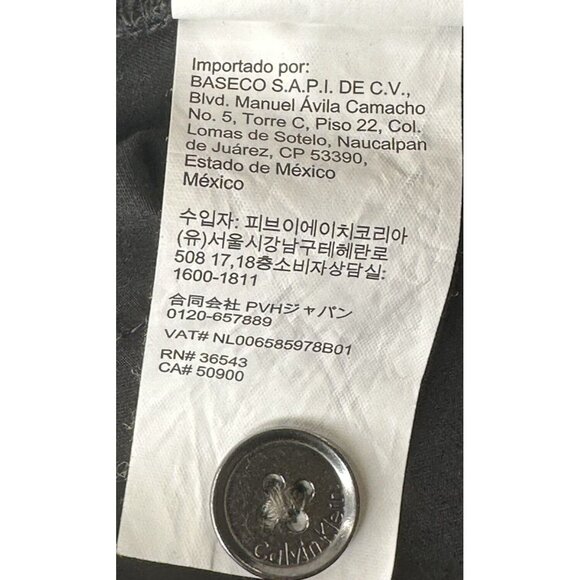 Importado por:
BASECO S.A.P.I. DE C.V.,
Blvd. Manuel Ávila Camacho
No. 5, Torre C, Piso 22, Col.
Lomas de Sotelo, Naucalpan
de Juárez, CP 53390,
Estado de México
México
수입자: 피브이에이치코리아
(유)서울시강남구테헤란로
508 17,18층소비자상담실:
1600-1811
合同会社 PVHジャパン
0120-657889
VAT# NL006585978B01
RN# 36543
CA# 50900
Calvin Klein